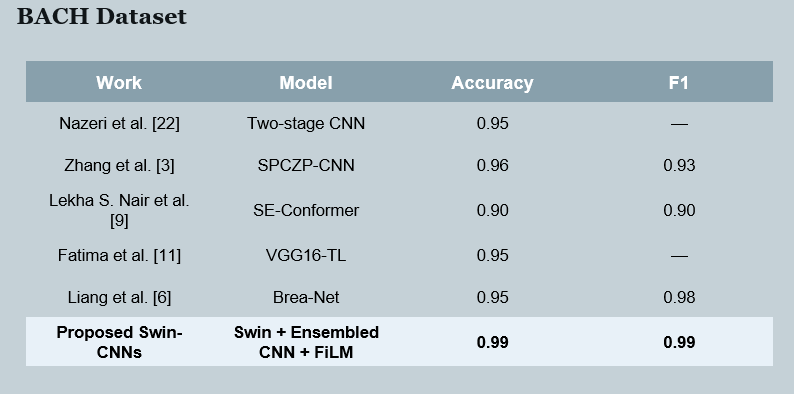 BACH Dataset
Work Model Accuracy F1
Nazeri et al. [22] Two-stage CNN 0.95 —
Zhang et al. [3] SPCZP-CNN 0.96 0.93
Lekha S. Nair et al.
[9] SE-Conformer 0.90 0.90
Fatima et al. [11] VGG16-TL 0.95 —
Liang et al. [6] Brea-Net 0.95 0.98
Proposed Swin- Swin + Ensembled
CNNs CNN + FiLM 0.99 0.99